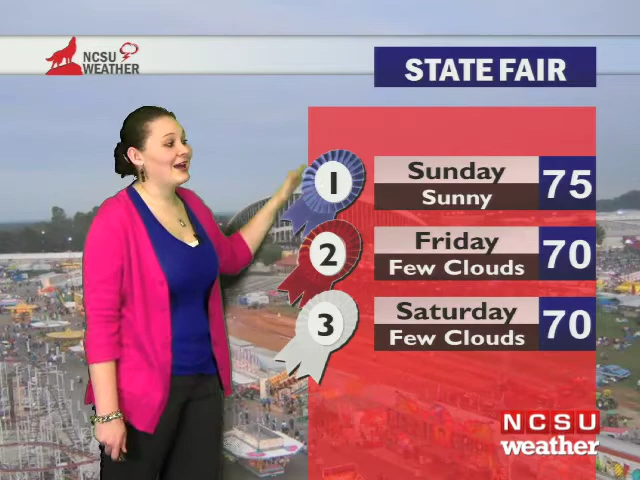 NCSU
WEATHER
STATE FAIR
1
Sunday
Sunny
75
2
Friday
Few Clouds
70
3
Saturday
Few Clouds
70
NCSU
weather